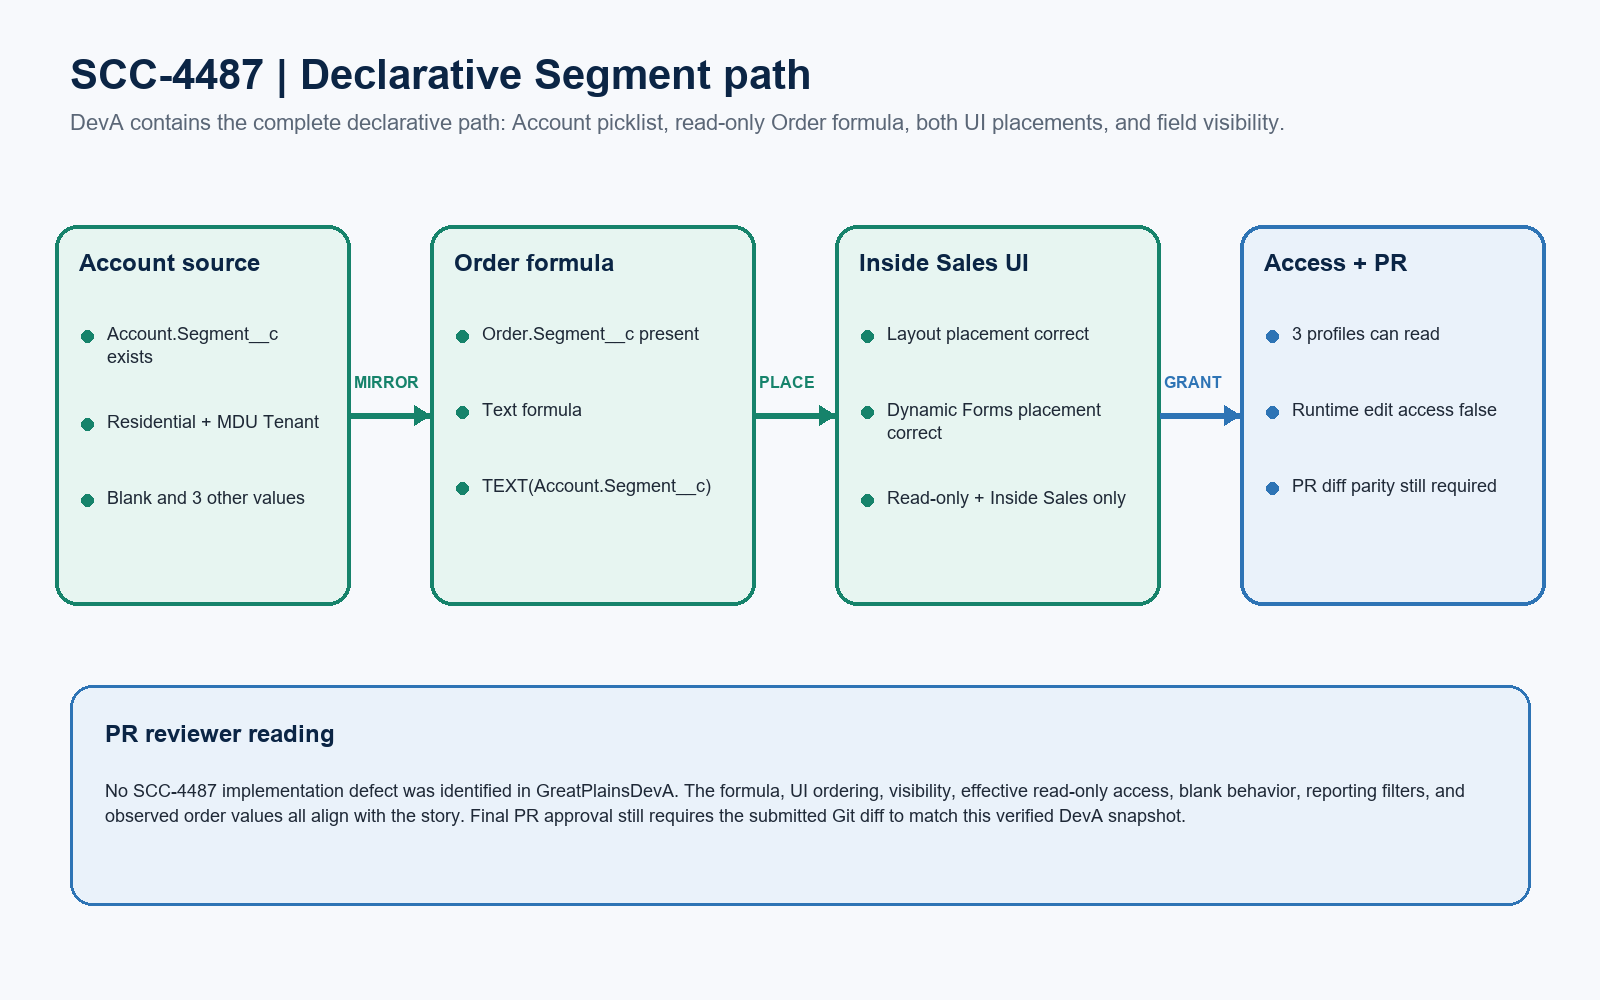 SCC-4487 | Declarative Segment path
DevA contains the complete declarative path: Account picklist, read-only Order formula, both UI placements, and field visibility.
Account source
Account.Segment__c
exists
Residential + MDU Tenant
Blank and 3 other values
MIRROR
Order formula
Order.Segment__c present
Text formula
TEXT(Account.Segment__c)
PLACE
Inside Sales UI
Layout placement correct
Dynamic Forms placement
correct
Read-only + Inside Sales only
GRANT
Access + PR
3 profiles can read
Runtime edit access false
PR diff parity still required
PR reviewer reading
No SCC-4487 implementation defect was identified in GreatPlainsDevA. The formula, UI ordering, visibility, effective read-only access, blank behavior, reporting filters, and
observed order values all align with the story. Final PR approval still requires the submitted Git diff to match this verified DevA snapshot.